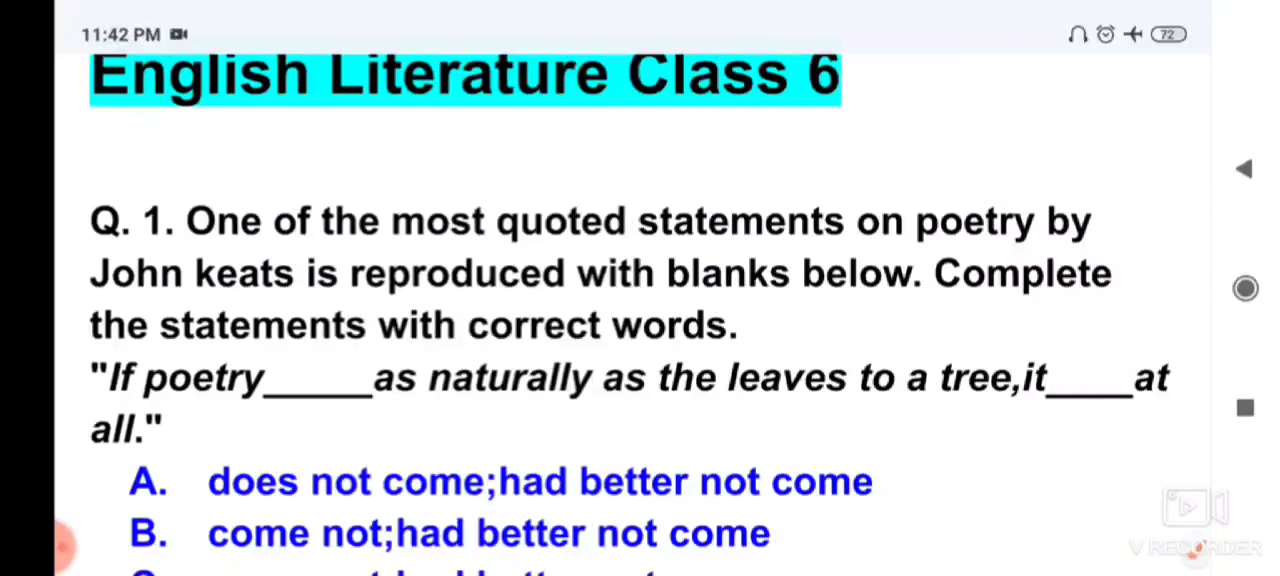 11:42 PM
72
English Literature Class 6
Q. 1. One of the most quoted statements on poetry by
John keats is reproduced with blanks below. Complete
the statements with correct words.
"If poetry_____as naturally as the leaves to a tree,it____at
all."
A. does not come;had better not come
B. come not;had better not come
V RECORDER